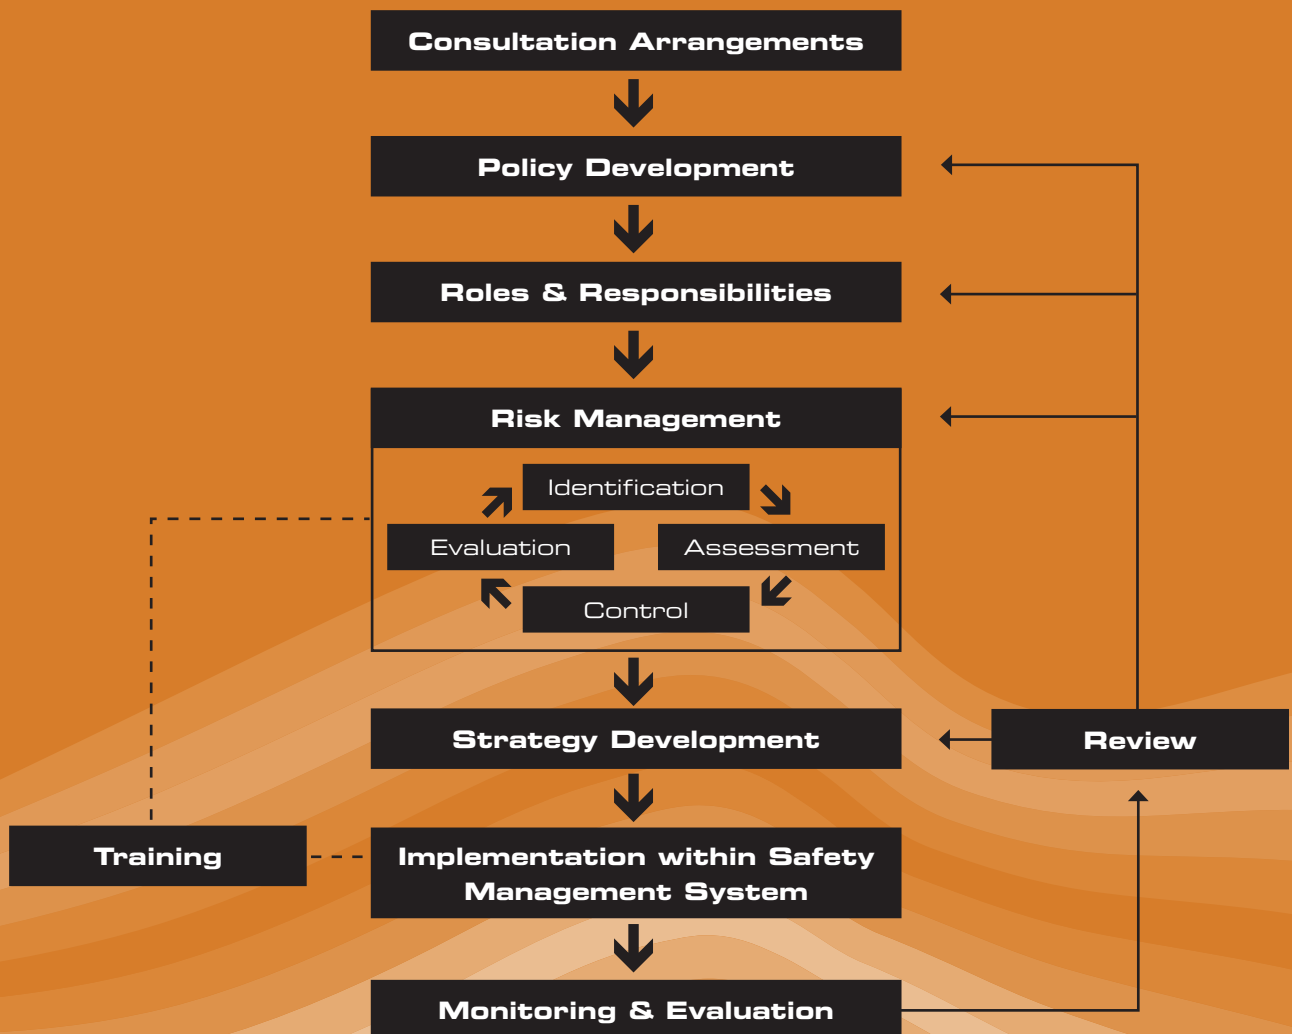 Consultation Arrangements
Policy Development
Roles & Responsibilities
Risk Management
Identification
Evaluation
Assessment
Control
Strategy Development
Review
Training
Implementation within Safety
Management System
Monitoring & Evaluation